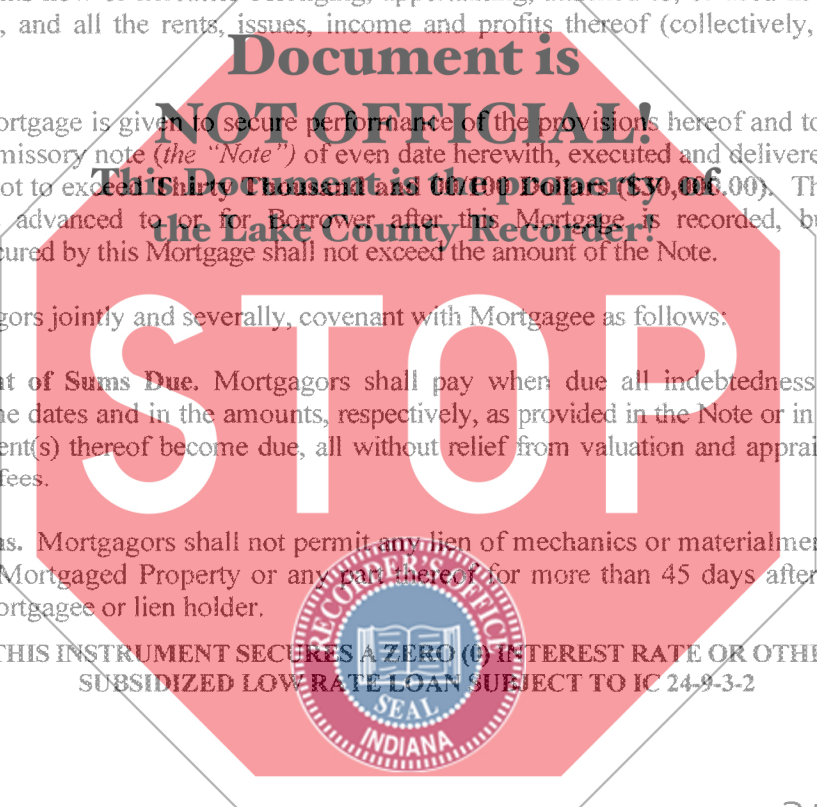 , and all the rents, issues, income and profits thereof (collectively,
Document is
NOT OFFICIAL!
ortgage is given to secure performance of the provisions hereof and to
missory note (the “Note”) of even date herewith, executed and delivere
This Document is the property of
ot to exceed Thirty Thousand and 00/100 Dollars ($30,000.00). Th
advanced to or for Borrower after this Mortgage is recorded, bu
the Lake County Recorder!
cured by this Mortgage shall not exceed the amount of the Note.
gors jointly and severally, covenant with Mortgagee as follows:
STOP
nt of Sums Due. Mortgagors shall pay when due all indebtedness
ne dates and in the amounts, respectively, as provided in the Note or in
ent(s) thereof become due, all without relief from valuation and apprai
fees.
ns. Mortgagors shall not permit any lien of mechanics or materialmen
Mortgaged Property or any part thereof for more than 45 days after
ortgagee or lien holder.
THIS INSTRUMENT SECURES A ZERO (0) INTEREST RATE OR OTHE
SUBSIDIZED LOW RATE LOAN SUBJECT TO IC 24-9-3-2
RECORDER'S OFFICE
SEAL
INDIANA